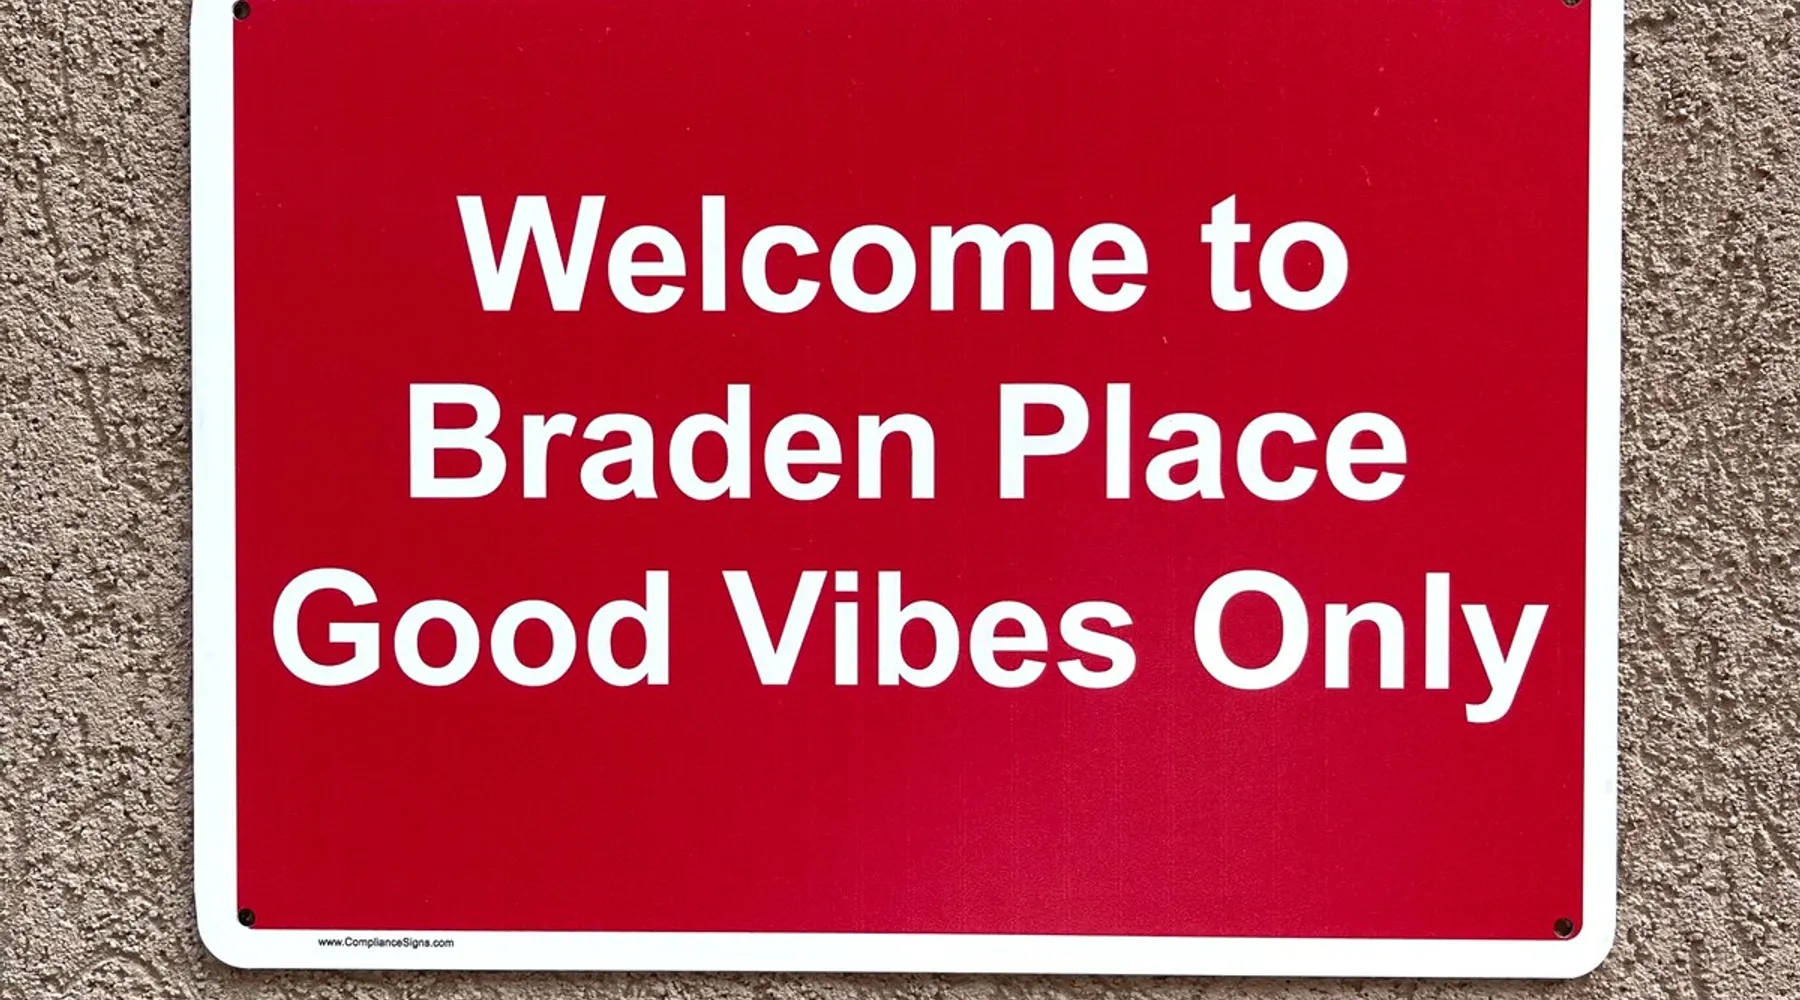 Welcome to
Braden Place
Good Vibes Only
www.ComplianceSigns.com